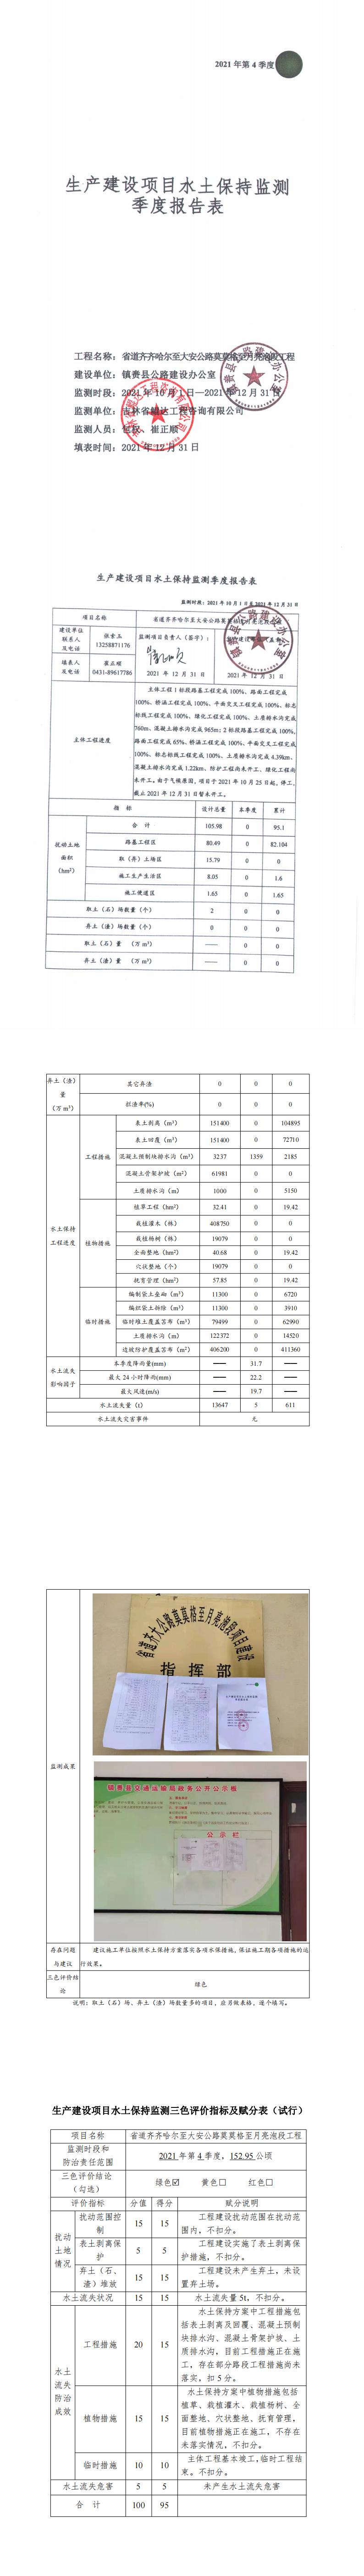 2021 年第 4 季度
生产建设项目水土保持监测
季度报告表
工程名称：省道齐齐哈尔至大安公路莫莫格至月亮泡段工程
建设单位：镇赉县公路建设办公室
监测时段：2021 年 10 月 1 日—2021 年 12 月 31 日
监测单位：吉林省 工程咨询有限公司
监测人员： 崔正顺
填表时间：2021 年 12 月 31 日
生产建设项目水土保持监测季度报告表
监测时段：2021 年 10 月 1 日至 2021 年 12 月 31 日
项目名称 省道齐齐哈尔至大安公路莫莫格至月亮泡段工程
建设单位
联系人
及电话
13258871176
监测项目负责人（签字）：
填表人
及电话
崔正顺
0431-89617786
2021 年 12 月 31 日
2021 年 12 月 31 日
主体工程进度
主体工程 1 标段路基工程完成 100%，路面工程完成
100%，桥涵工程完成 100%，平面交叉工程完成 100%，标志
标线工程完成 100%，绿化工程完成 100%，土质排水沟完成
760m，混凝土排水沟完成 965m；2 标段路基工程完成 100%，
路面工程完成 65%，桥涵工程完成 100%，平面交叉工程完成
100%，标志标线工程完成 100%，土质排水沟完成 4.39km，
混凝土排水沟完成 1.22km，防护工程尚未开工，绿化工程尚
未开工。由于气候原因，项目于 2021 年 10 月 25 日起，停工，
截止 2021 年 12 月 31 日暂未开工。
指 标 设计总量 本季度 累计
扰动土地
面积
（hm²）
合 计 105.98 0 95.1
路基工程区 80.49 0 82.104
取（弃）土场区 15.79 0 0
施工生产生活区 8.05 0 1.6
施工便道区 1.65 0 1.65
取土（石）场数量（个） 2 0 0
弃土（渣）场数量（个） 0 0 0
取土（石）量 （万 m³） —— 0 0
弃土（渣）量 （万 m³） —— 0 0
弃土（渣）
量
（万 m³）
其它弃渣 0 0 0
拦渣率(%) 0 0 0
水土保持
工程进度
工程措施
表土剥离（m³） 151400 0 104895
表土回覆（m³） 151400 0 72710
混凝土预制块排水沟（m³） 3237 1359 2185
混凝土骨架护坡（m²） 61981 0 0
土质排水沟（m） 1000 0 5150
植物措施
植草工程（hm²） 32.41 0 19.42
栽植灌木（株） 408750 0 0
栽植杨树（株） 19079 0 0
全面整地（hm²） 40.68 0 19.42
穴状整地（个） 19079 0 0
抚育管理（hm²） 57.85 0 19.42
临时措施
编制袋土垒砌（m³） 11300 0 6720
编织袋土拆除（m³） 11300 0 3910
临时堆土覆盖苫布（m²） 79499 0 62990
土质排水沟（m） 122372 0 14520
边坡防护覆盖苫布（m²） 406200 0 411360
水土流失
影响因子
本季度降雨量(mm) —— 31.7 ——
最大 24 小时降雨(mm) —— 22.2 ——
最大风速(m/s) —— 19.7 ——
水土流失量（t） 13647 5 611
水土流失灾害事件 无
监测成果
省道齐大公路莫莫格至月亮泡段项目建设
指挥部
镇赉县交通运输局政务公开公示板
公示栏
存在问题
与建议
建议施工单位按照水土保持方案落实各项水保措施，保证施工期各项措施的运
行效果。
三色评价结
论
绿色
说明：取土（石）场、弃土（渣）场数量多的项目，应另做表格，逐个填写。
生产建设项目水土保持监测三色评价指标及赋分表（试行）
项目名称 省道齐齐哈尔至大安公路莫莫格至月亮泡段工程
监测时段和
防治责任范围
2021 年第 4 季度，152.95 公顷
三色评价结论
（勾选）
绿色☑ 黄色☐ 红色☐
评价指标 分值 得分 赋分说明
扰动
土地
情况
扰动范围控
制
15 15
工程建设扰动范围在扰动范
围内，不扣分。
表土剥离保
护
5 5
工程建设实施了表土剥离保
护措施，不扣分。
弃土（石、
渣）堆放
15 15
工程建设未产生弃土，未设
置弃土场。
水土流失状况 15 15 水土流失量 5t，不扣分。
水土
流失
防治
成效
工程措施 20 15
水土保持方案中工程措施包
括表土剥离及回覆、混凝土预制
块排水沟、混凝土骨架护坡、土
质排水沟，目前工程措施正在施
工，存在部分路段工程措施尚未
落实，扣 5 分。
植物措施 15 15
水土保持方案中植物措施包括
植草、栽植灌木、栽植杨树、全
面整地、穴状整地、抚育管理，
目前植物措施正在施工，不存在
未落实情况，不扣分。
临时措施 10 10
主体工程基本竣工，临时工程结
束。不扣分。
水土流失危害 5 5 未产生水土流失危害
合 计 100 95